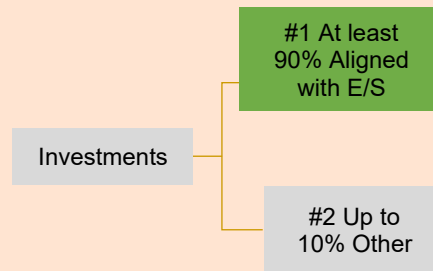 #1 At least
90% Aligned
with E/S
Investments
#2 Up to
10% Other